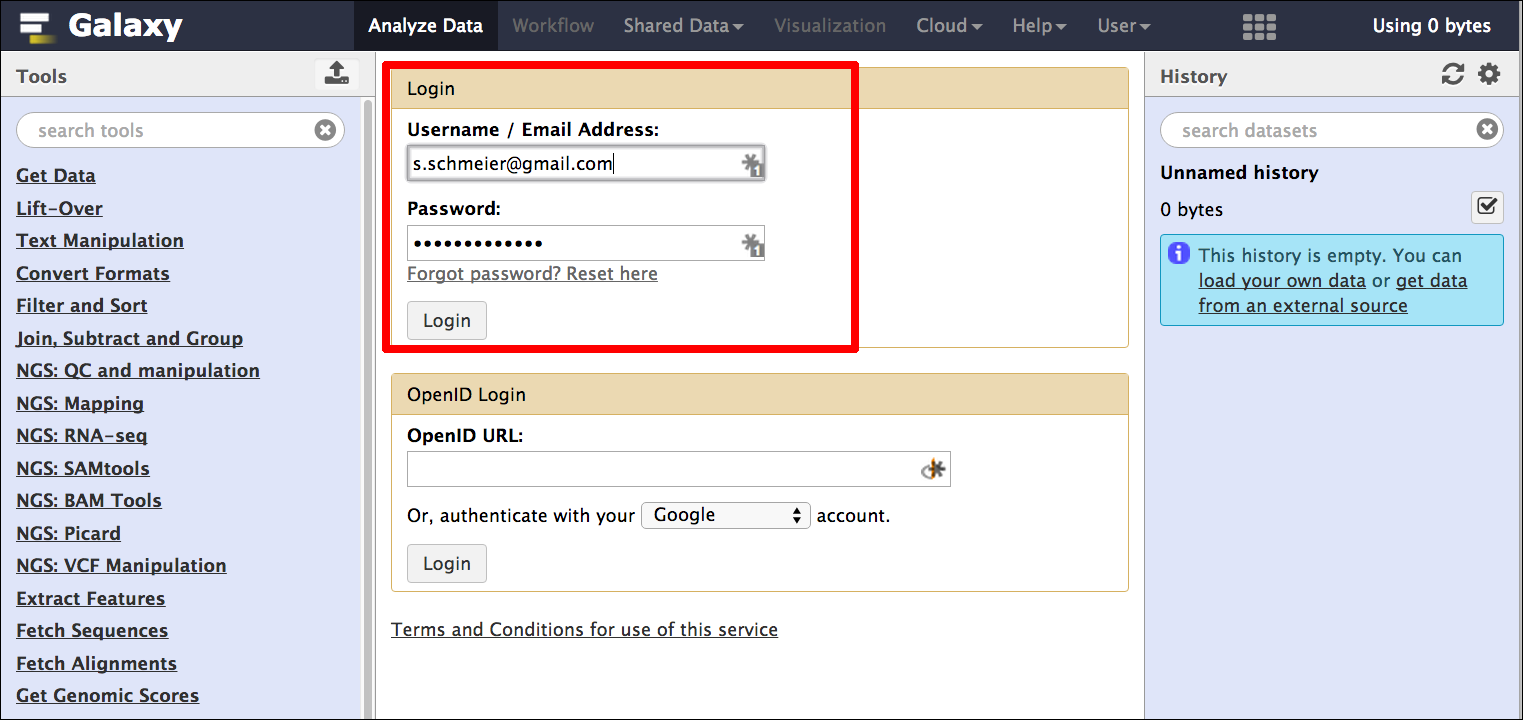 Galaxy
Analyze Data Workflow Shared Data Visualization Cloud Help User Using 0 bytes
Tools
search tools
Get Data
Lift-Over
Text Manipulation
Convert Formats
Filter and Sort
Join, Subtract and Group
NGS: QC and manipulation
NGS: Mapping
NGS: RNA-seq
NGS: SAMtools
NGS: BAM Tools
NGS: Picard
NGS: VCF Manipulation
Extract Features
Fetch Sequences
Fetch Alignments
Get Genomic Scores
Login
Username / Email Address:
s.schmeier@gmail.com
1
Password:
•••••••••••••
1
Forgot password? Reset here
Login
OpenID Login
OpenID URL:
Or, authenticate with your Google account.
Login
Terms and Conditions for use of this service
History
search datasets
Unnamed history
0 bytes
This history is empty. You can
load your own data or get data
from an external source